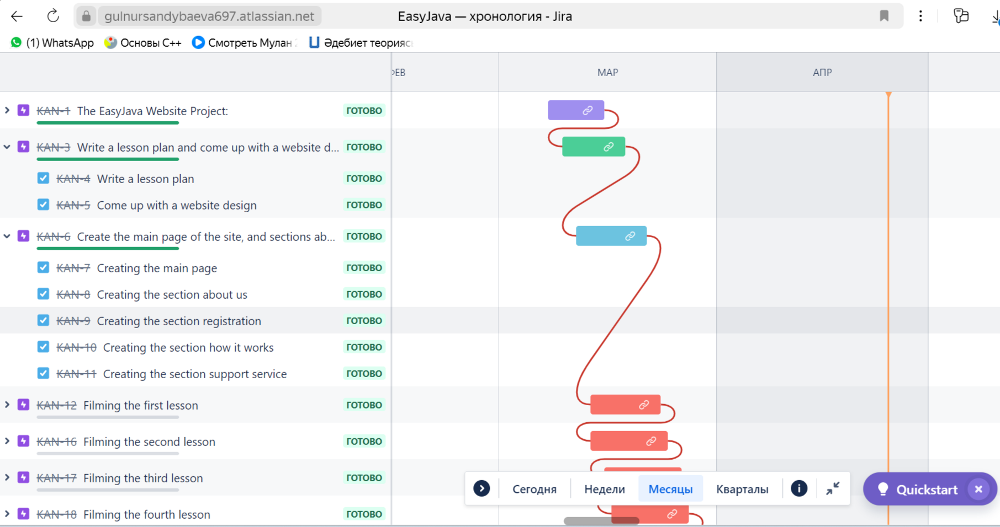 gulnursandybaeva697.atlassian.net
EasyJava — хронология - Jira
(1) WhatsApp
Основы C++
Смотреть Мулан
Әдебиет теорияс
ЕВ
МАР
АПР
KAN-1 The EasyJava Website Project: ГОТОВО
KAN-3 Write a lesson plan and come up with a website d... ГОТОВО
KAN-4 Write a lesson plan ГОТОВО
KAN-5 Come up with a website design ГОТОВО
KAN-6 Create the main page of the site, and sections ab... ГОТОВО
KAN-7 Creating the main page ГОТОВО
KAN-8 Creating the section about us ГОТОВО
KAN-9 Creating the section registration ГОТОВО
KAN-10 Creating the section how it works ГОТОВО
KAN-11 Creating the section support service ГОТОВО
KAN-12 Filming the first lesson ГОТОВО
KAN-16 Filming the second lesson ГОТОВО
KAN-17 Filming the third lesson ГОТОВО
Сегодня Недели Месяцы Кварталы
Quickstart
KAN-18 Filming the fourth lesson ГОТОВО